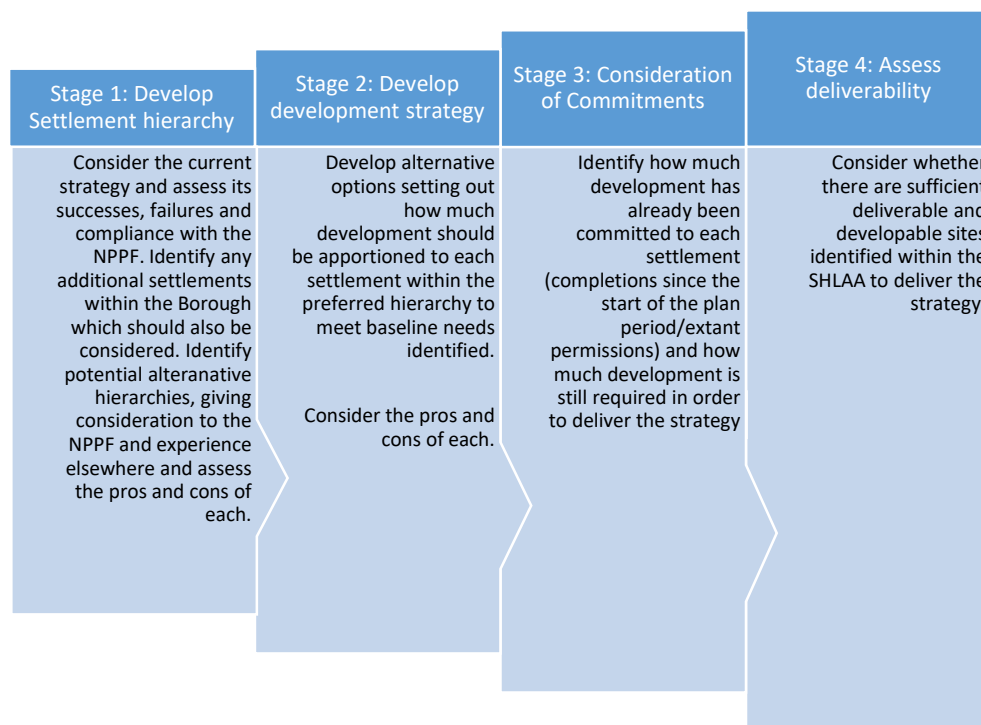 Stage 1: Develop
Settlement hierarchy
Consider the current
strategy and assess its
successes, failures and
compliance with the
NPPF. Identify any
additional settlements
within the Borough
which should also be
considered. Identify
potential alteranative
hierarchies, giving
consideration to the
NPPF and experience
elsewhere and assess
the pros and cons of
each.
Stage 2: Develop
development strategy
Develop alternative
options setting out
how much
development should
be apportioned to each
settlement within the
preferred hierarchy to
meet baseline needs
identified.
Consider the pros and
cons of each.
Stage 3: Consideration
of Commitments
Identify how much
development has
already been
committed to each
settlement
(completions since the
start of the plan
period/extant
permissions) and how
much development is
still required in order
to deliver the strategy
Stage 4: Assess
deliverability
Consider whether
there are sufficient
deliverable and
developable sites
identified within the
SHLAA to deliver the
strategy